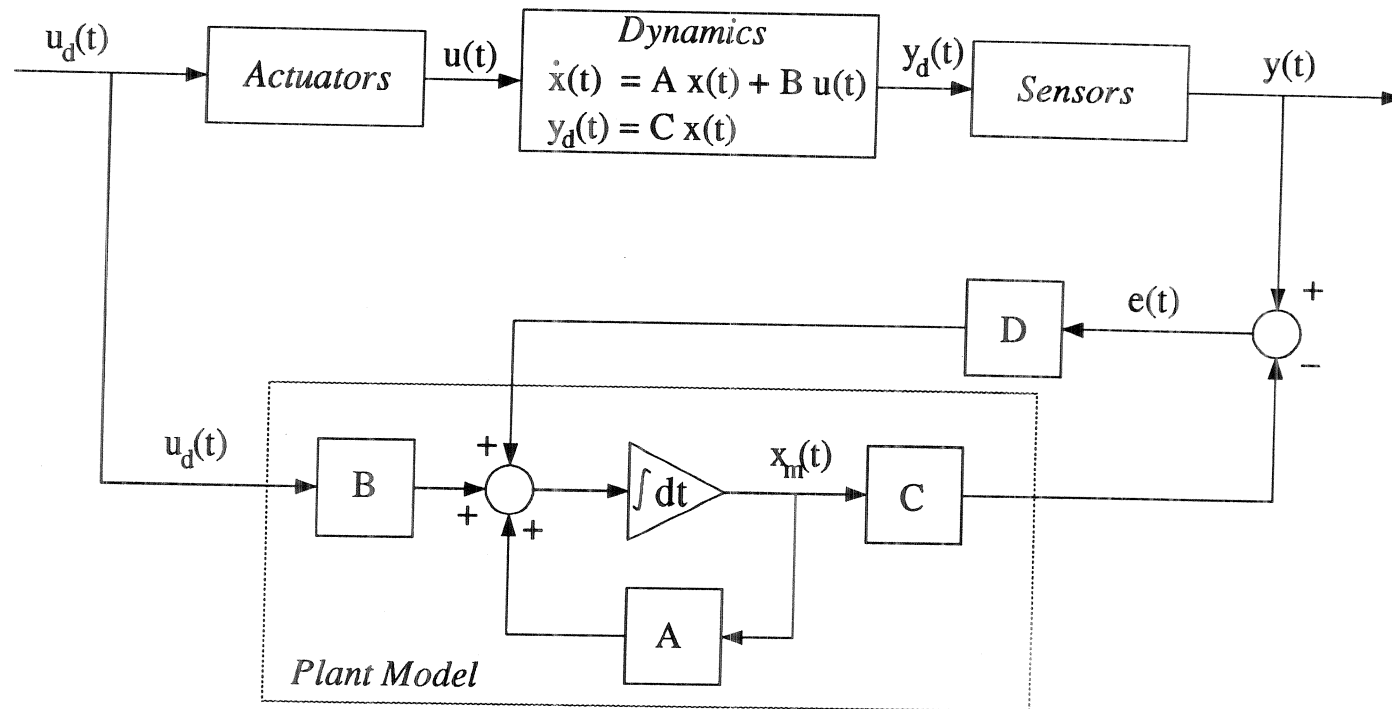 u_d(t)
Actuators
u(t)
Dynamics
ẋ(t) = A x(t) + B u(t)
y_d(t) = C x(t)
y_d(t)
Sensors
y(t)
+
e(t)
D
−
u_d(t)
B
+
+
+
∫ dt
x_m(t)
C
A
Plant Model